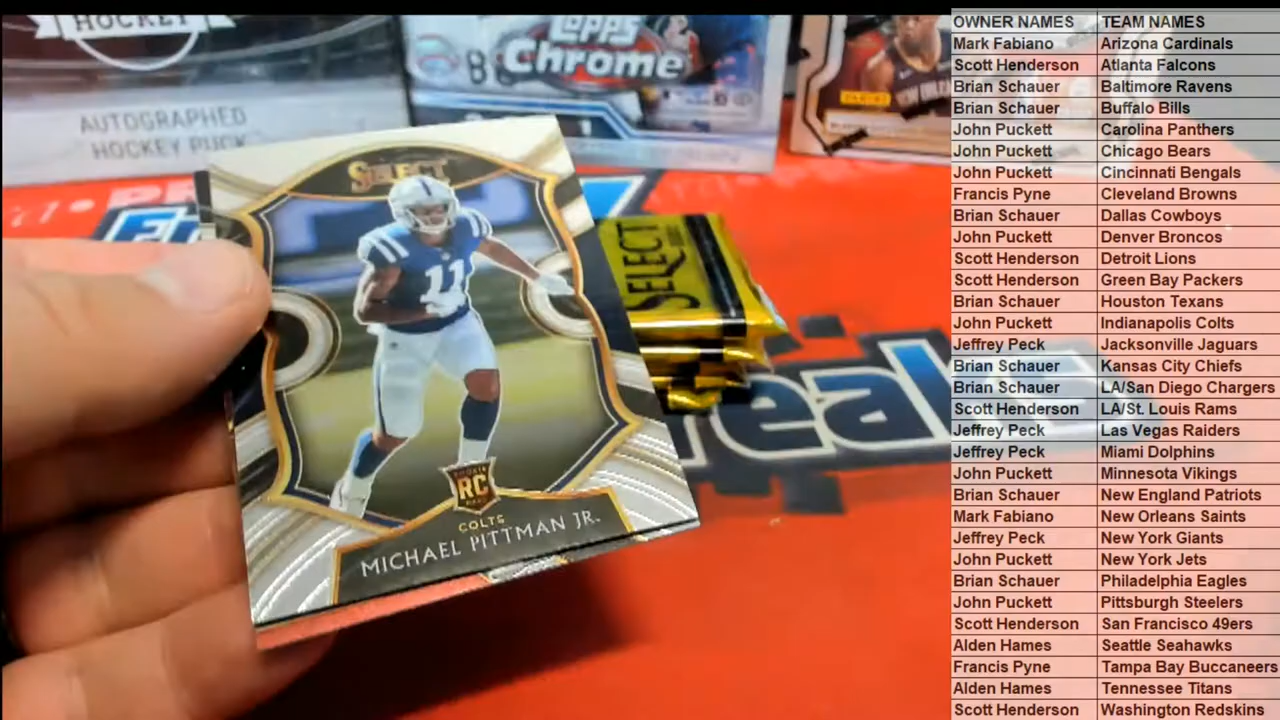 HOCKEY
AUTOGRAPHED
HOCKEY PUCK
TOPPS
Chrome
PANINI
NEW ORLEANS
SELECT
SELECT
11
ROOKIE
RC
COLTS
MICHAEL PITTMAN JR.
OWNER NAMES TEAM NAMES
Mark Fabiano Arizona Cardinals
Scott Henderson Atlanta Falcons
Brian Schauer Baltimore Ravens
Brian Schauer Buffalo Bills
John Puckett Carolina Panthers
John Puckett Chicago Bears
John Puckett Cincinnati Bengals
Francis Pyne Cleveland Browns
Brian Schauer Dallas Cowboys
John Puckett Denver Broncos
Scott Henderson Detroit Lions
Scott Henderson Green Bay Packers
Brian Schauer Houston Texans
John Puckett Indianapolis Colts
Jeffrey Peck Jacksonville Jaguars
Brian Schauer Kansas City Chiefs
Brian Schauer LA/San Diego Chargers
Scott Henderson LA/St. Louis Rams
Jeffrey Peck Las Vegas Raiders
Jeffrey Peck Miami Dolphins
John Puckett Minnesota Vikings
Brian Schauer New England Patriots
Mark Fabiano New Orleans Saints
Jeffrey Peck New York Giants
John Puckett New York Jets
Brian Schauer Philadelphia Eagles
John Puckett Pittsburgh Steelers
Scott Henderson San Francisco 49ers
Alden Hames Seattle Seahawks
Francis Pyne Tampa Bay Buccaneers
Alden Hames Tennessee Titans
Scott Henderson Washington Redskins